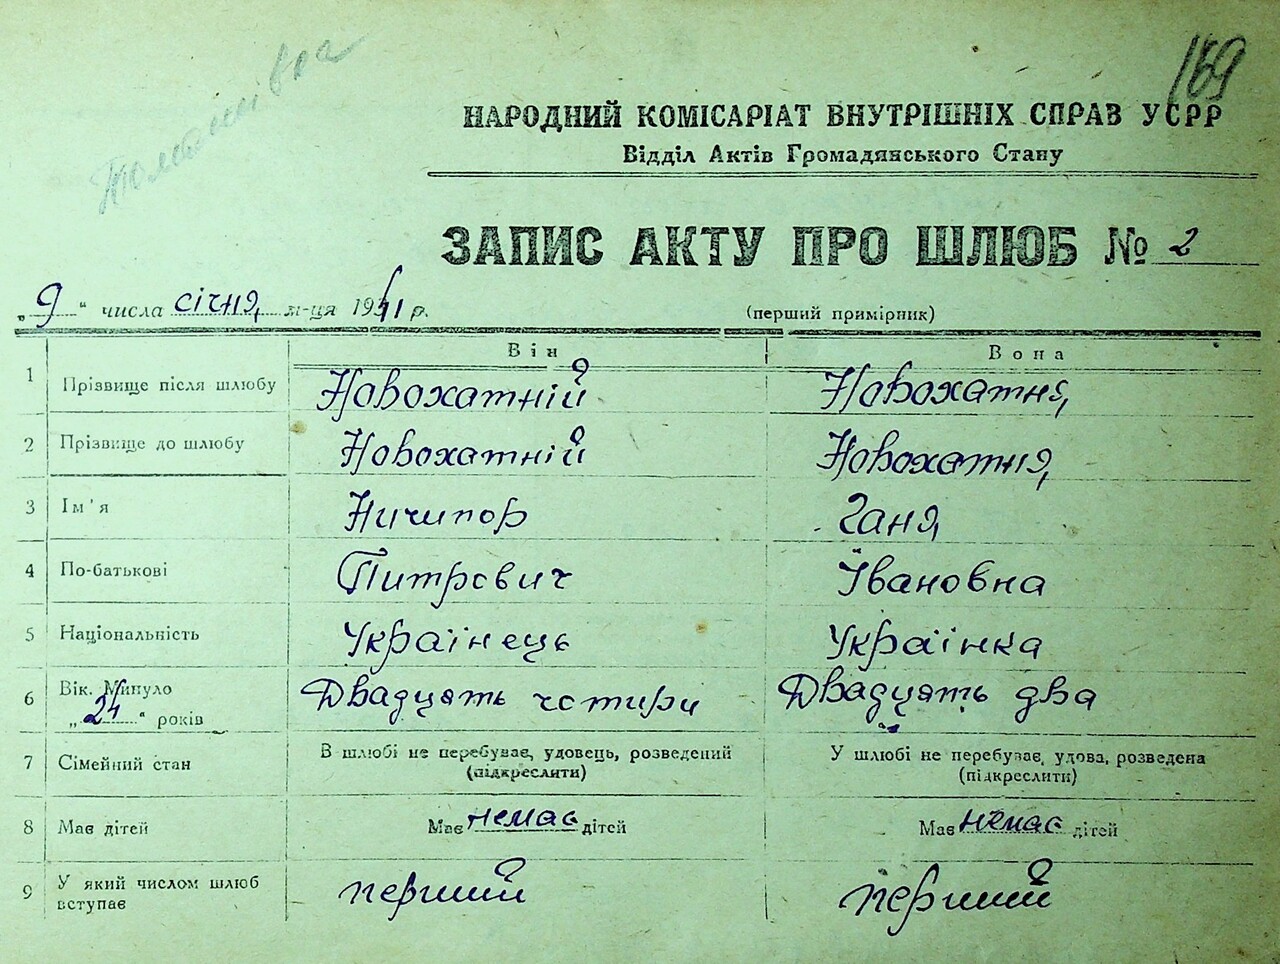 169
НАРОДНИЙ КОМІСАРІАТ ВНУТРІШНІХ СПРАВ УСРР
Відділ Актів Громадянського Стану
ЗАПИС АКТУ ПРО ШЛЮБ № 2
„9“ числа січня м-ця 1941 р. (перший примірник)
Він Вона
1 Прізвище після шлюбу Новохатній Новохатня
2 Прізвище до шлюбу Новохатній Новохатня
3 Ім'я Ничипор Ганя
4 По-батькові Питрович Івановна
5 Національність Українець Українка
6 Вік. Минуло „24“ років Двадцять чотири Двадцять два
7 Сімейний стан В шлюбі не перебуває, удовець, розведений (підкреслити) У шлюбі не перебуває, удова, розведена (підкреслити)
8 Має дітей Має немає дітей Має немає дітей
9 У який числом шлюб вступає перший перший